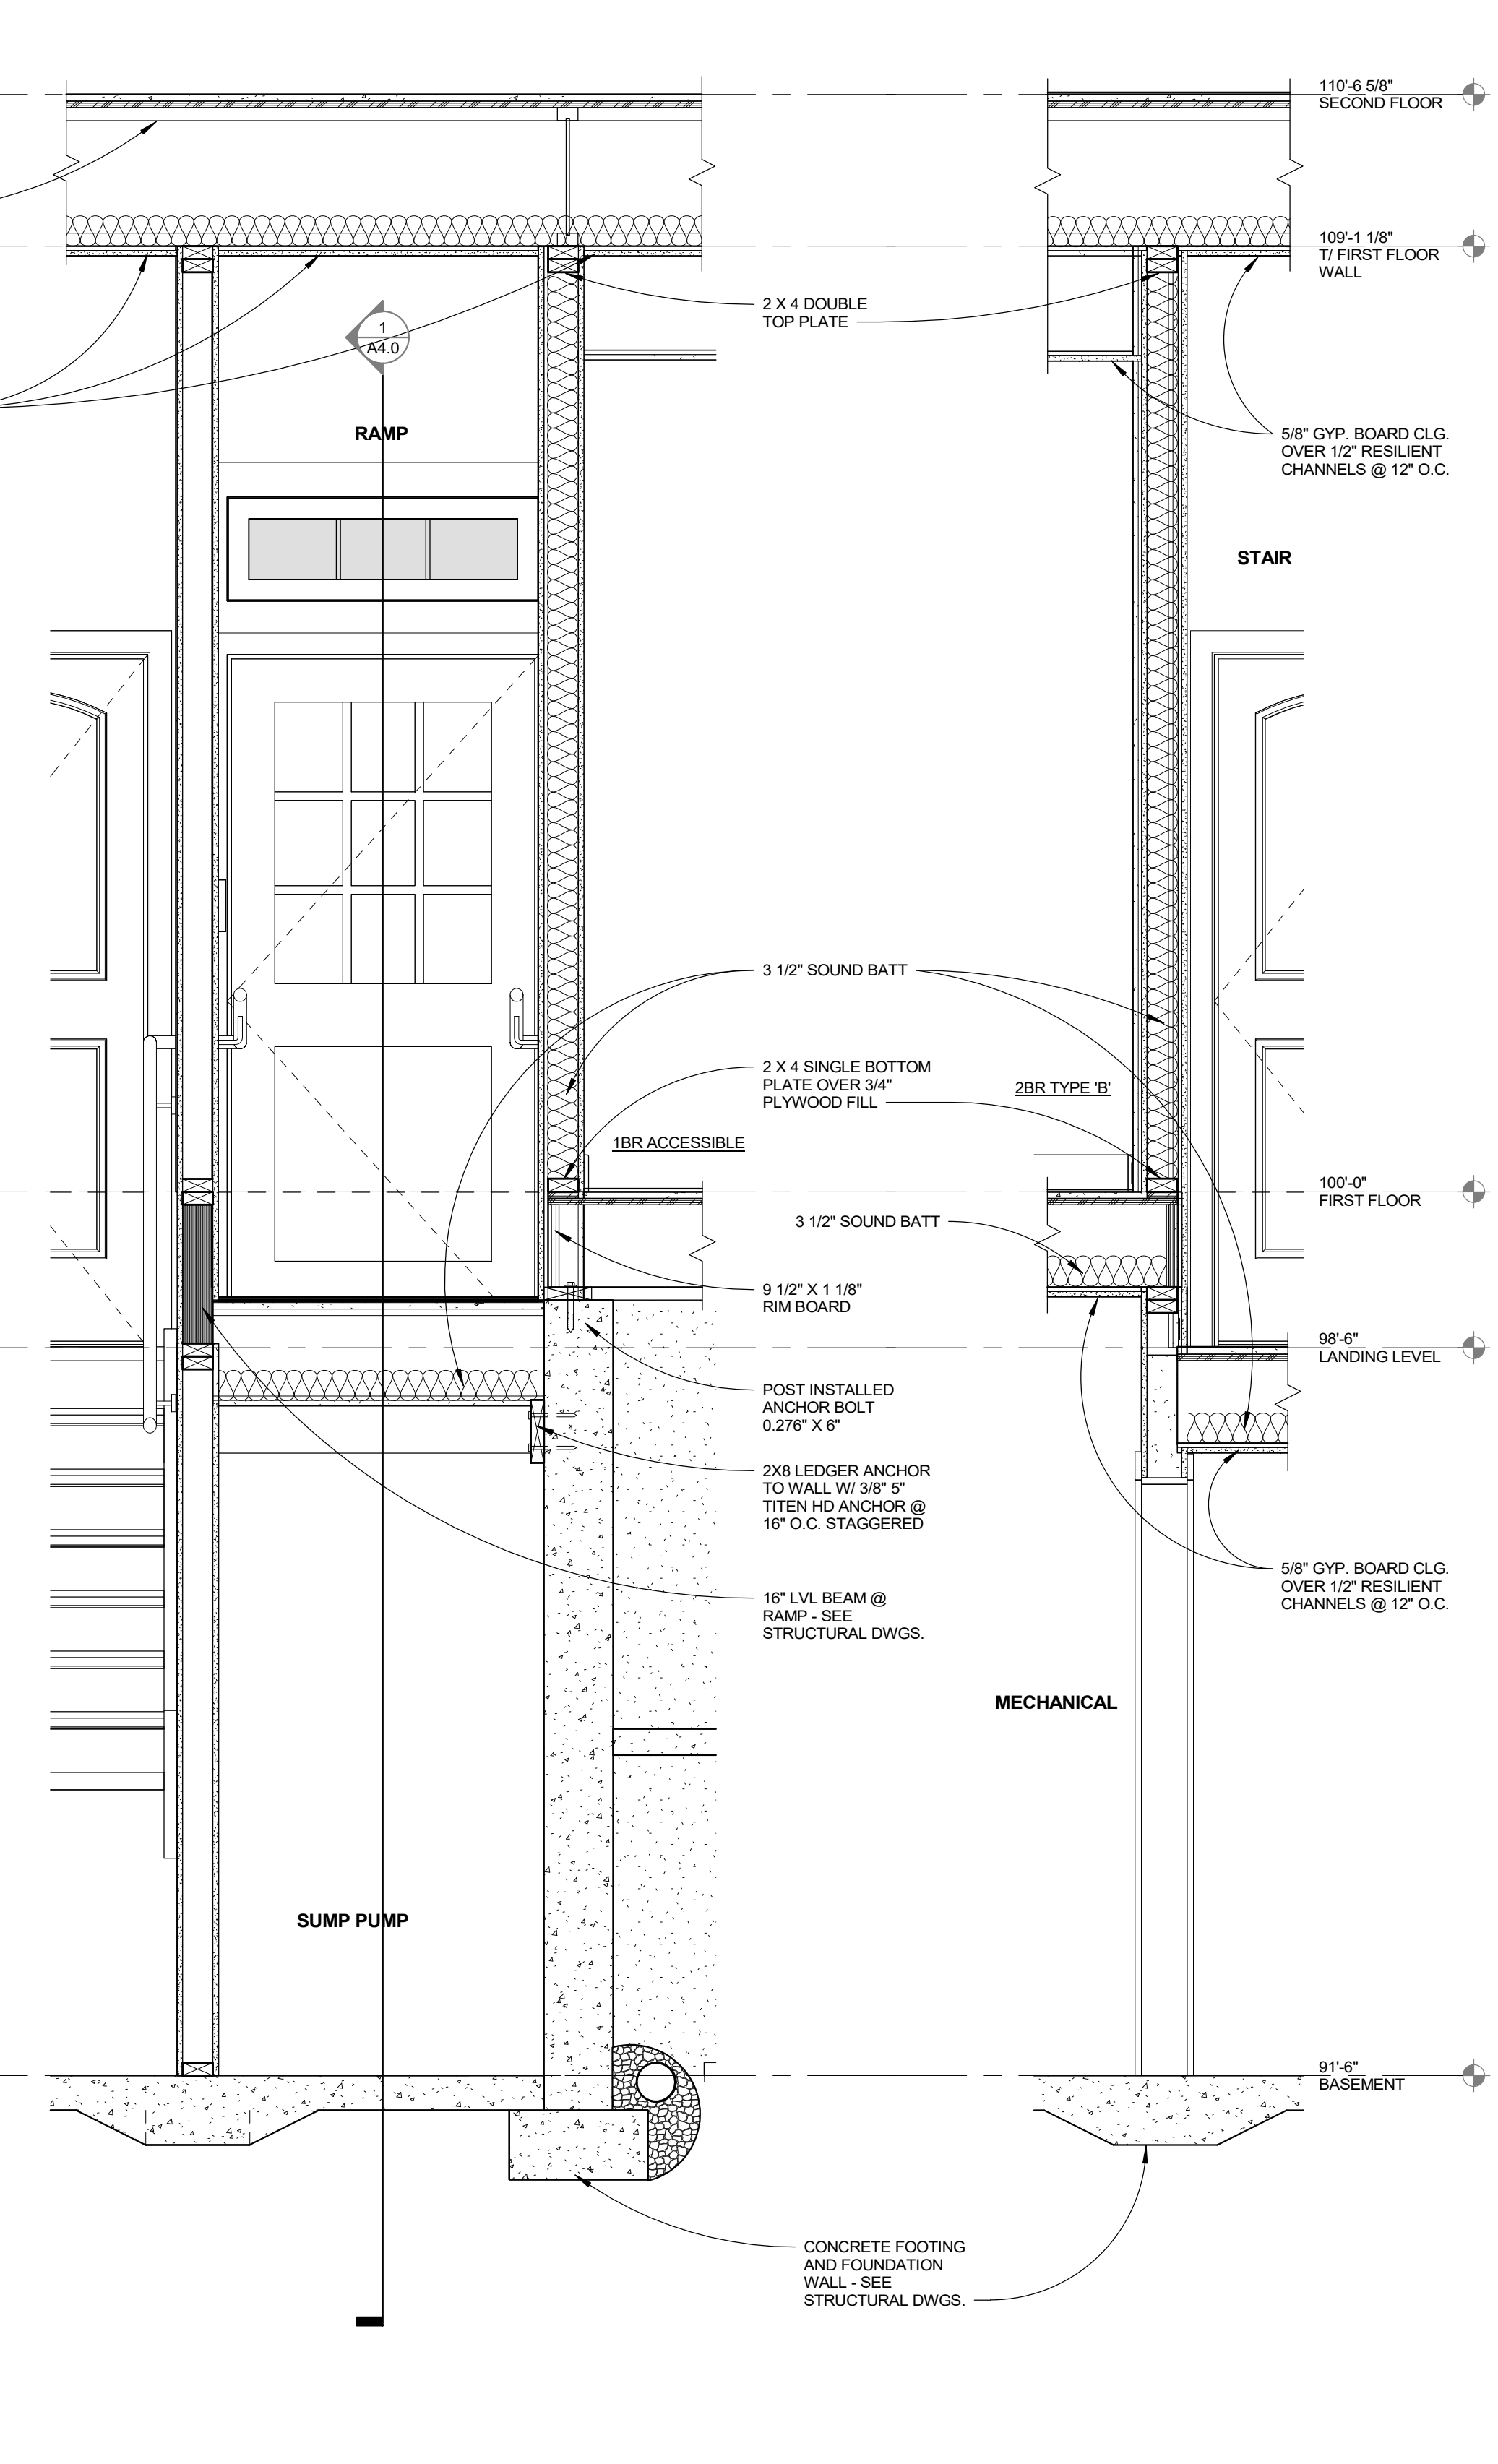 110'-6 5/8"
SECOND FLOOR
109'-1 1/8"
T/ FIRST FLOOR
WALL
2 X 4 DOUBLE
TOP PLATE
1
A4.0
RAMP
5/8" GYP. BOARD CLG.
OVER 1/2" RESILIENT
CHANNELS @ 12" O.C.
STAIR
3 1/2" SOUND BATT
2 X 4 SINGLE BOTTOM
PLATE OVER 3/4"
PLYWOOD FILL
2BR TYPE 'B'
1BR ACCESSIBLE
100'-0"
FIRST FLOOR
3 1/2" SOUND BATT
9 1/2" X 1 1/8"
RIM BOARD
98'-6"
LANDING LEVEL
POST INSTALLED
ANCHOR BOLT
0.276" X 6"
2X8 LEDGER ANCHOR
TO WALL W/ 3/8" 5"
TITEN HD ANCHOR @
16" O.C. STAGGERED
5/8" GYP. BOARD CLG.
OVER 1/2" RESILIENT
CHANNELS @ 12" O.C.
16" LVL BEAM @
RAMP - SEE
STRUCTURAL DWGS.
MECHANICAL
SUMP PUMP
91'-6"
BASEMENT
CONCRETE FOOTING
AND FOUNDATION
WALL - SEE
STRUCTURAL DWGS.